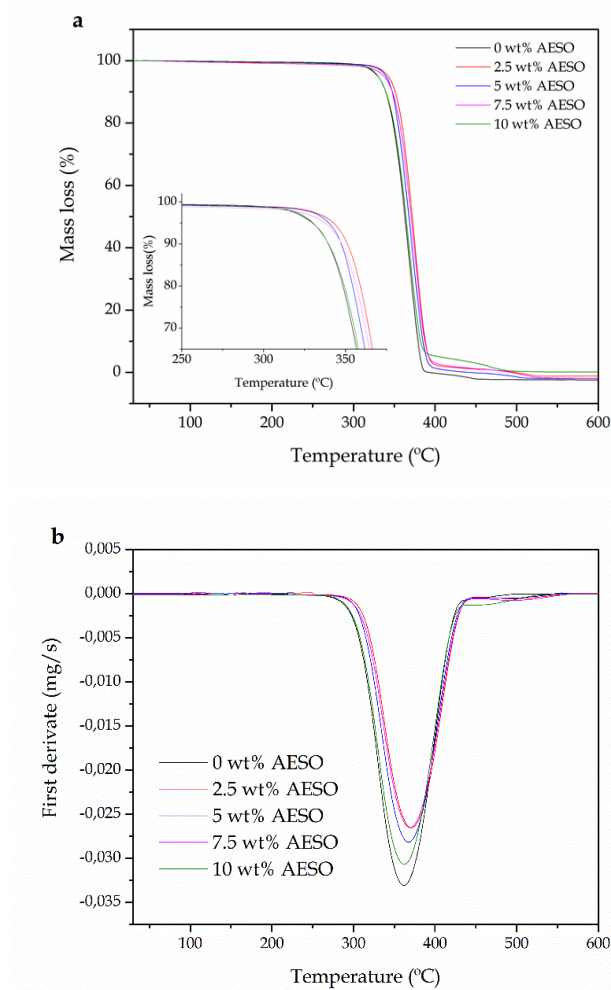 a
100
80
60
40
20
0
Mass loss (%)
0 wt% AESO
2.5 wt% AESO
5 wt% AESO
7.5 wt% AESO
10 wt% AESO
100
90
80
70
Mass loss(%)
250
300
350
Temperature (ºC)
100
200
300
400
500
600
Temperature (ºC)
b
0,005
0,000
-0,005
-0,010
-0,015
-0,020
-0,025
-0,030
-0,035
First derivate (mg/s)
0 wt% AESO
2.5 wt% AESO
5 wt% AESO
7.5 wt% AESO
10 wt% AESO
100
200
300
400
500
600
Temperature (ºC)